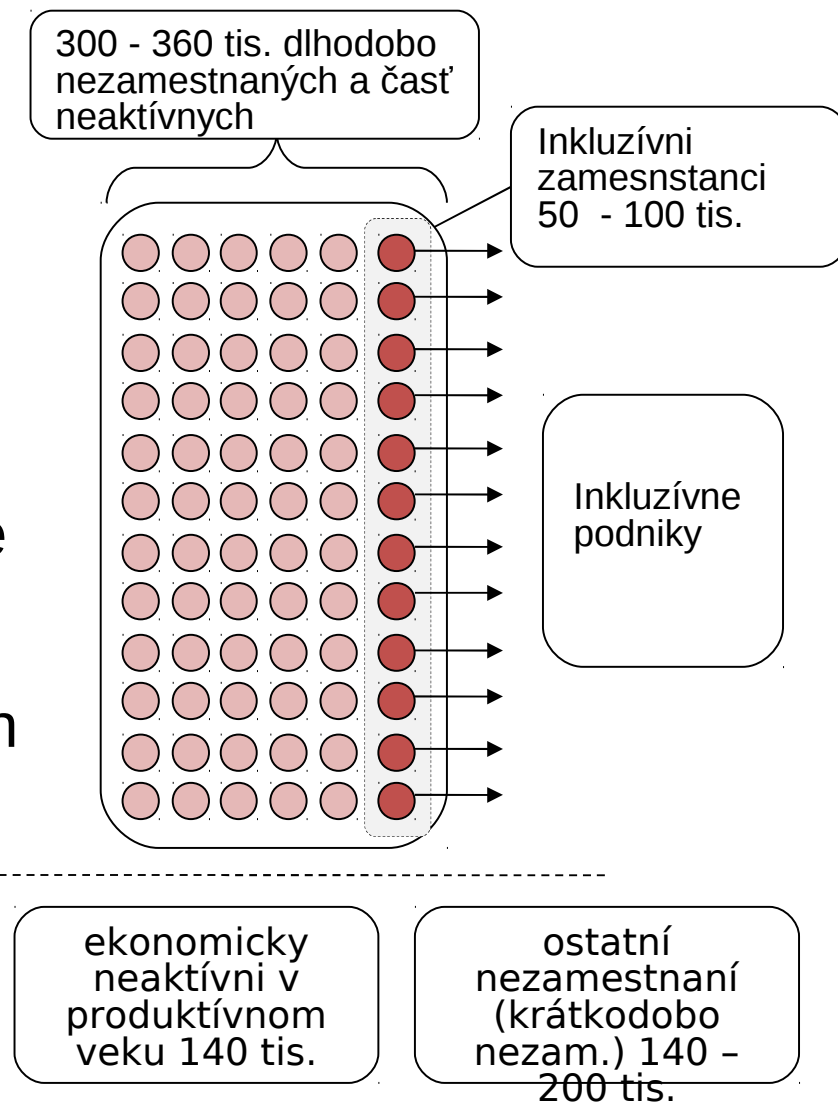 300 - 360 tis. dlhodobo
nezamestnaných a časť
neaktívnych
Inkluzívni
zamesnstanci
50 - 100 tis.
Inkluzívne
podniky
e
n
ekonomicky
neaktívni v
produktívnom
veku 140 tis.
ostatní
nezamestnaní
(krátkodobo
nezam.) 140 –
200 tis.